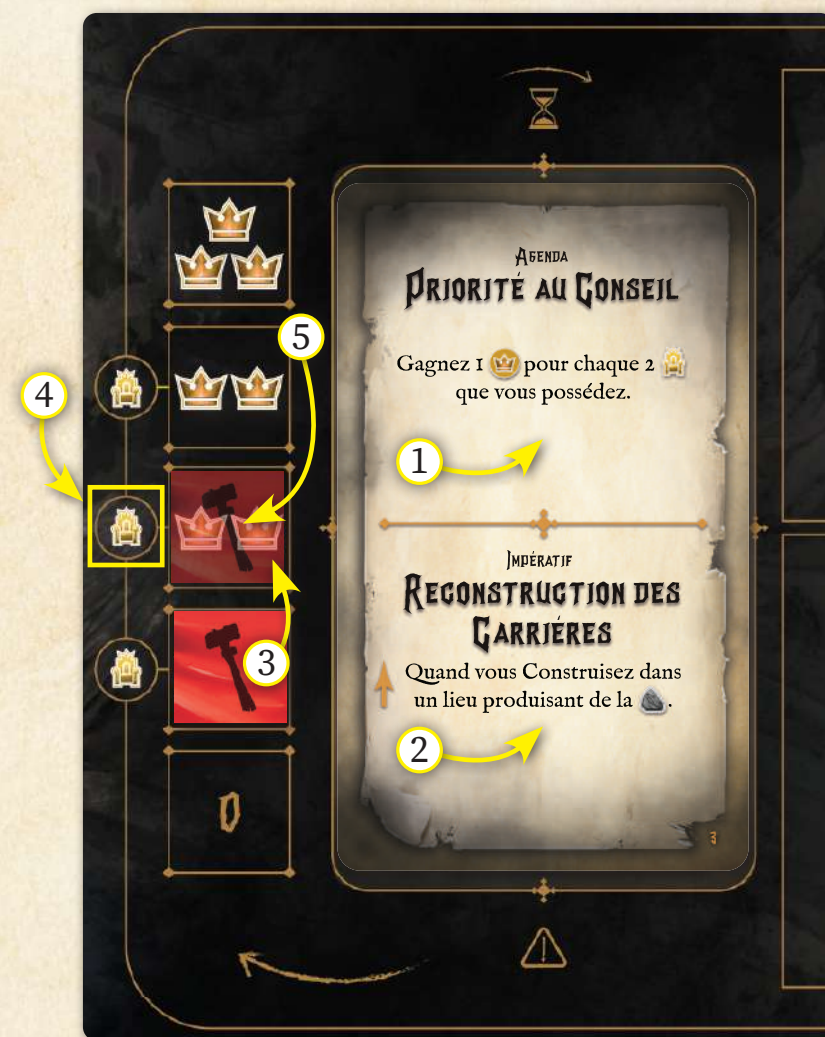 Agenda
Priorité au Conseil
5
Gagnez 1 pour chaque 2
que vous possédez.
4
1
Impératif
Reconstruction des
Carrières
3
Quand vous Construisez dans
un lieu produisant de la .
2
0
3